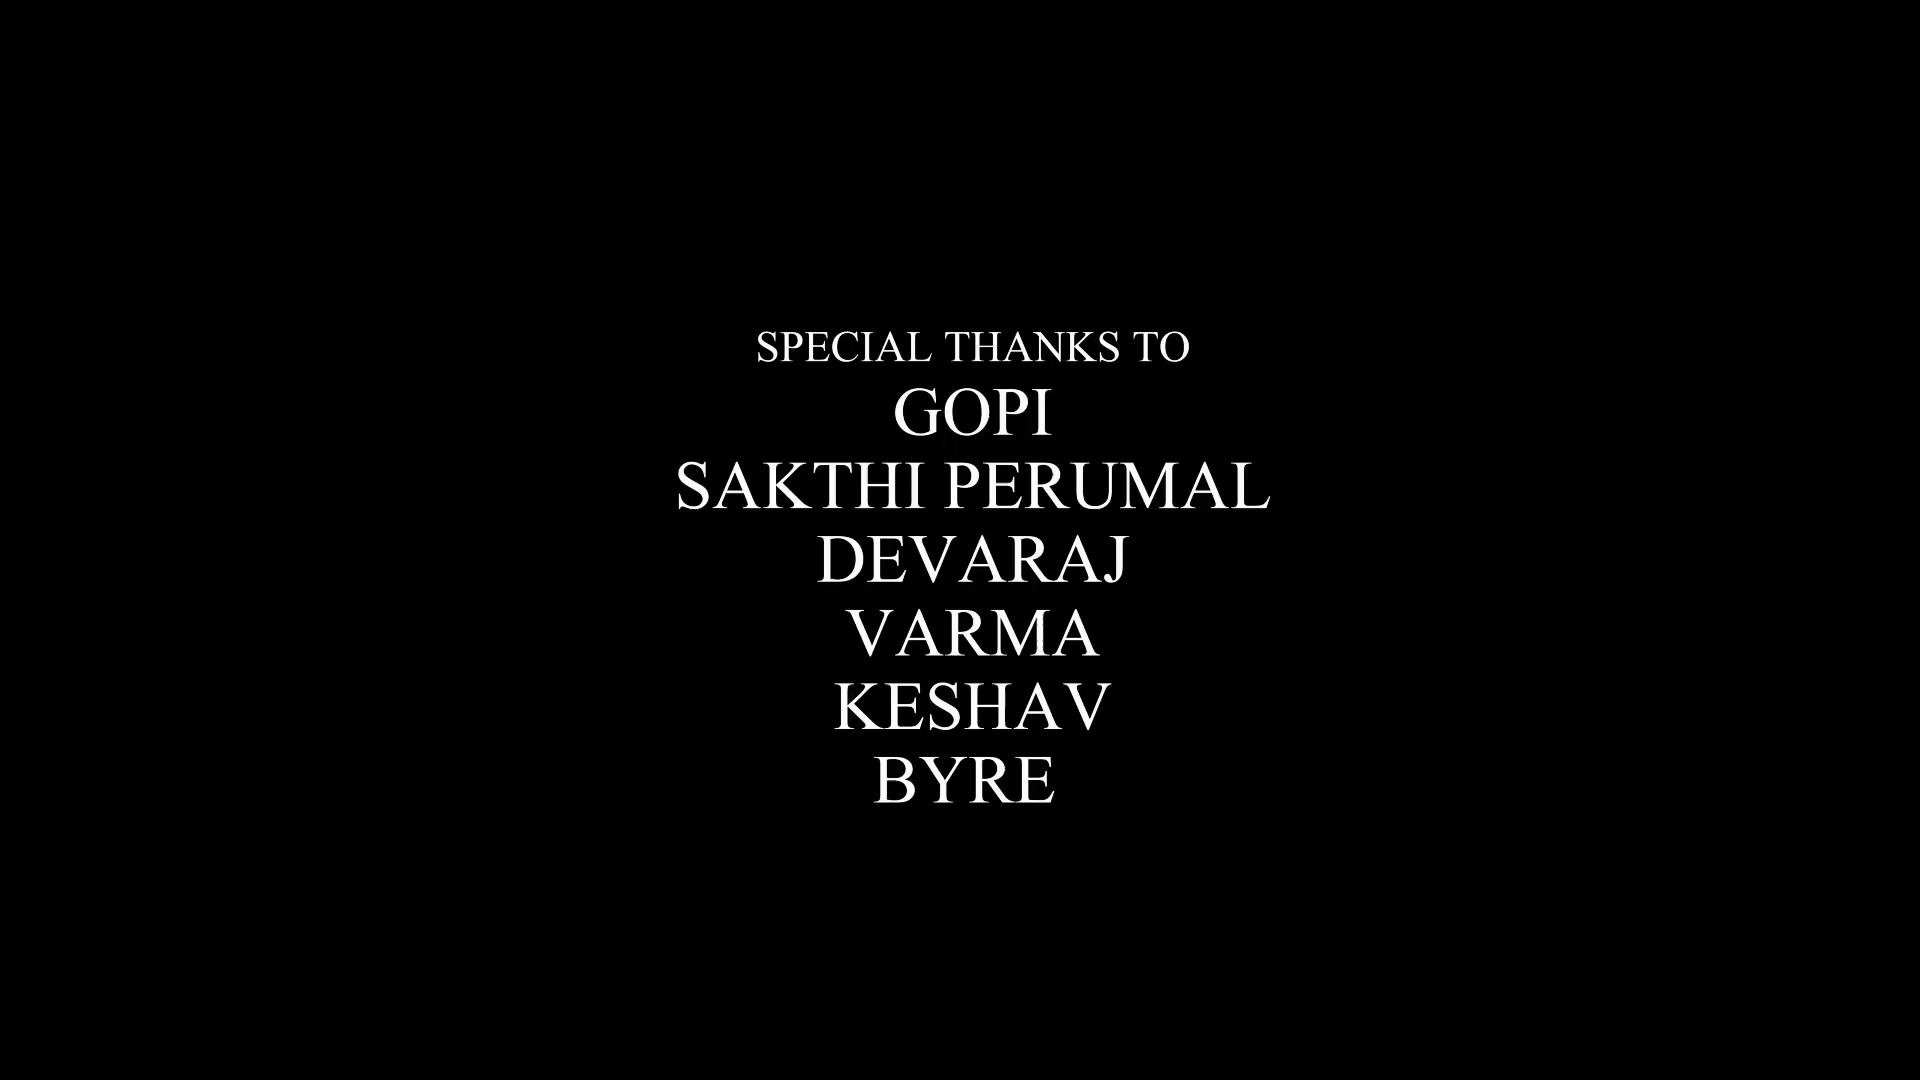 SPECIAL THANKS TO
GOPI
SAKTHI PERUMAL
DEVARAJ
VARMA
KESHAV
BYRE